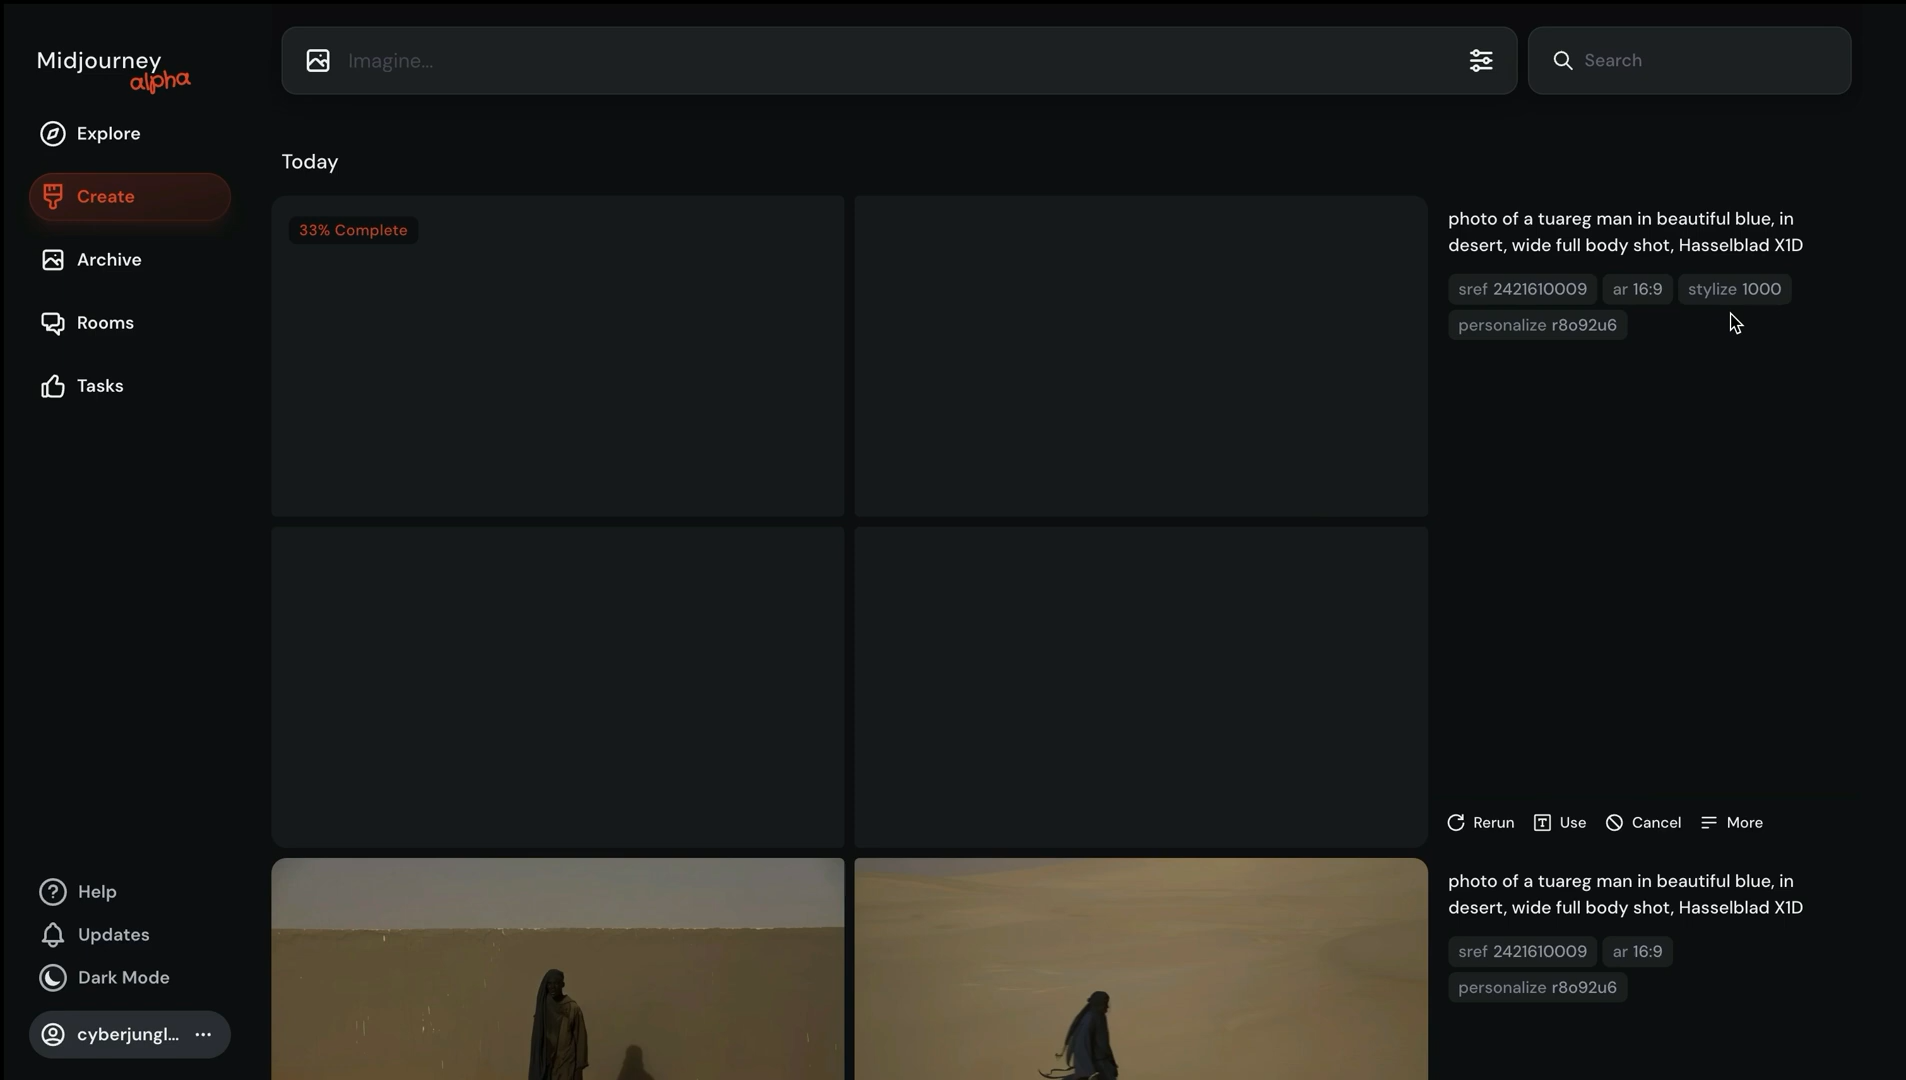 Midjourney
alpha
Imagine...
Search
Explore
Create
Archive
Rooms
Tasks
Today
33% Complete
photo of a tuareg man in beautiful blue, in
desert, wide full body shot, Hasselblad X1D
sref 2421610009 ar 16:9 stylize 1000
personalize r8o92u6
Rerun Use Cancel More
photo of a tuareg man in beautiful blue, in
desert, wide full body shot, Hasselblad X1D
sref 2421610009 ar 16:9
personalize r8o92u6
Help
Updates
Dark Mode
cyberjungl...